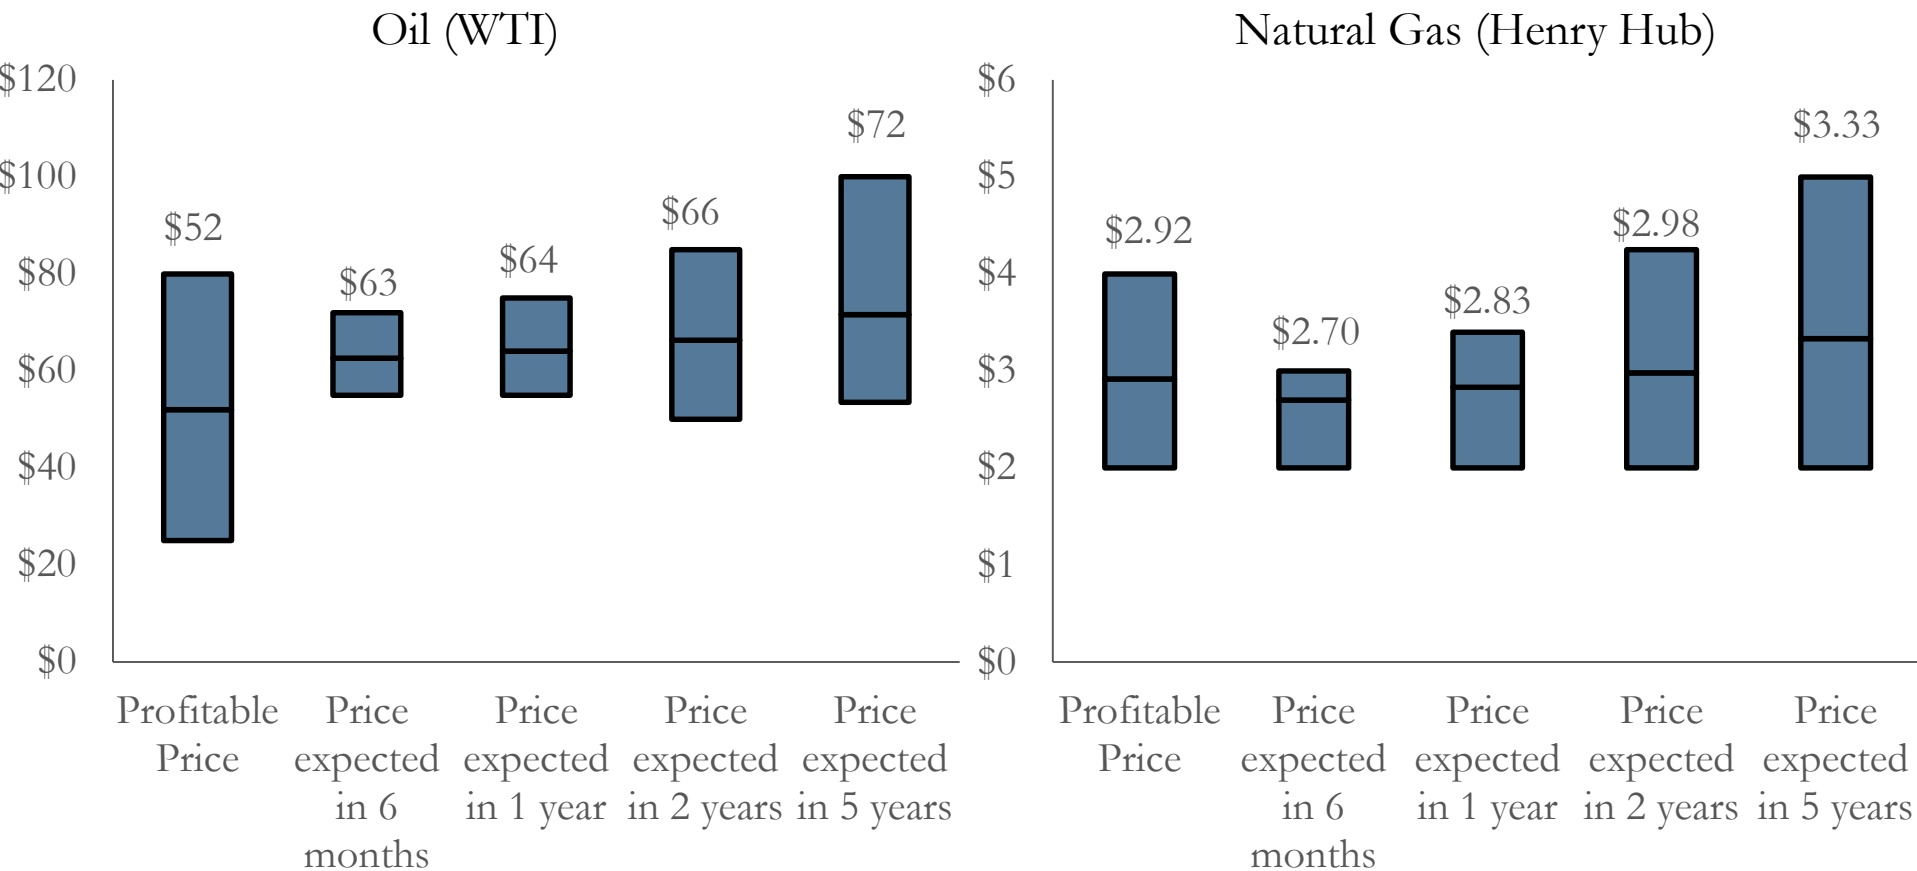 Oil (WTI)
$120
$100
$80
$60
$40
$20
$0
$52
$63
$64
$66
$72
Profitable
Price
Price
expected
in 6
months
Price
expected
in 1 year
Price
expected
in 2 years
Price
expected
in 5 years
Natural Gas (Henry Hub)
$6
$5
$4
$3
$2
$1
$0
$2.92
$2.70
$2.83
$2.98
$3.33
Profitable
Price
Price
expected
in 6
months
Price
expected
in 1 year
Price
expected
in 2 years
Price
expected
in 5 years